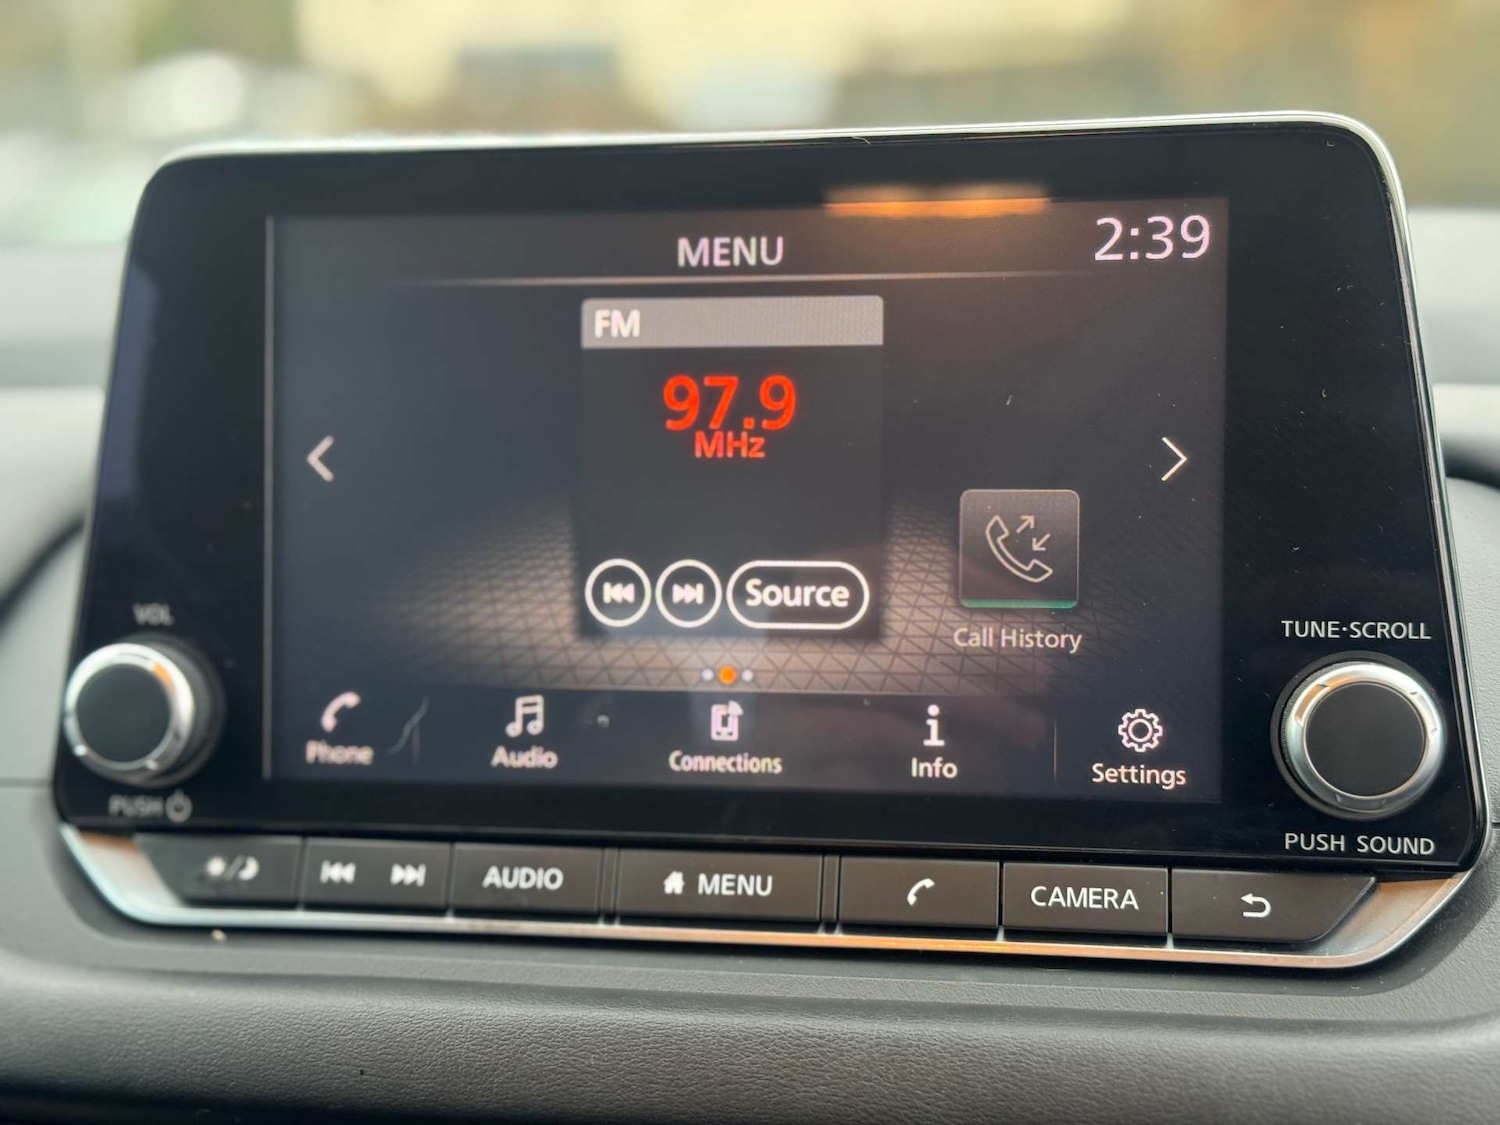 MENU
2:39
FM
97.9
MHz
Source
Call History
VOL
TUNE·SCROLL
Phone
Audio
Connections
Info
Settings
PUSH
PUSH SOUND
AUDIO
MENU
CAMERA